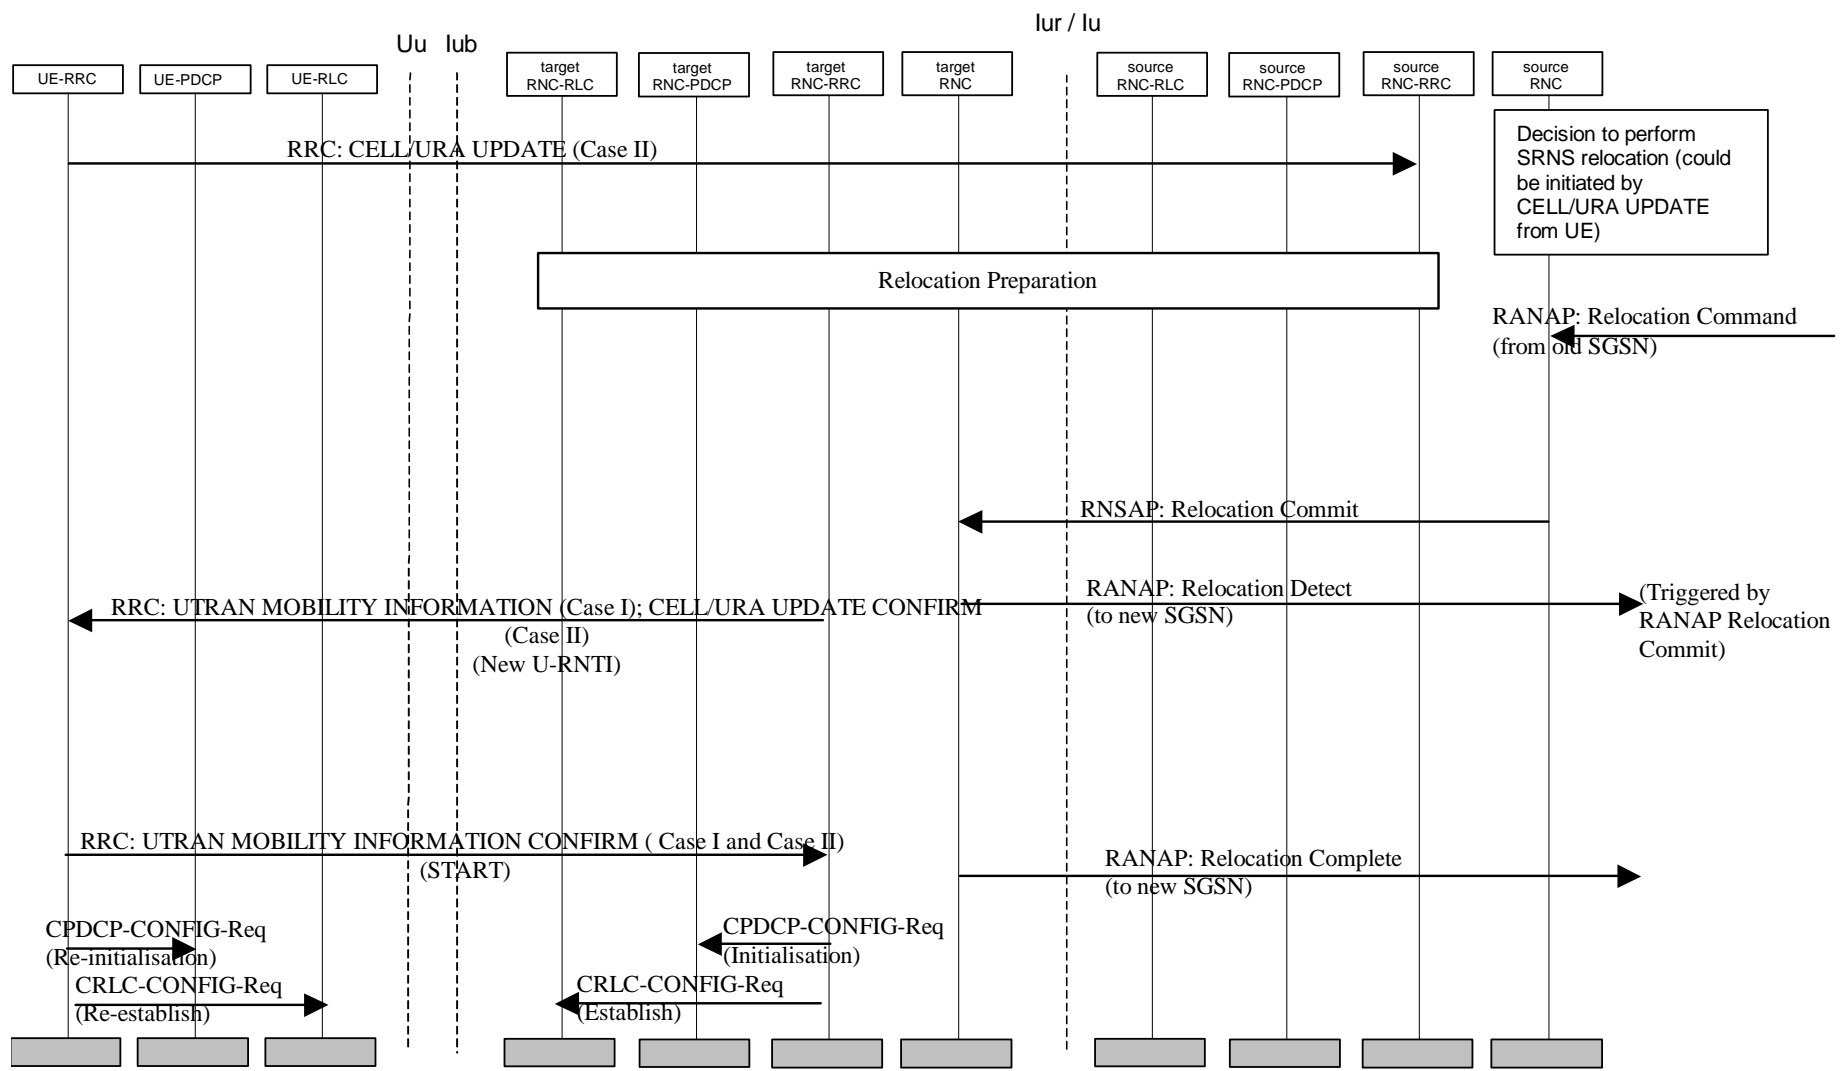 Iur / Iu
Uu Iub
UE-RRC
UE-PDCP
UE-RLC
target
RNC-RLC
target
RNC-PDCP
target
RNC-RRC
target
RNC
source
RNC-RLC
source
RNC-PDCP
source
RNC-RRC
source
RNC
Decision to perform
SRNS relocation (could
be initiated by
CELL/URA UPDATE
from UE)
RRC: CELL/URA UPDATE (Case II)
Relocation Preparation
RANAP: Relocation Command
(from old SGSN)
RNSAP: Relocation Commit
RANAP: Relocation Detect
(to new SGSN)
(Triggered by
RANAP Relocation
Commit)
RRC: UTRAN MOBILITY INFORMATION (Case I); CELL/URA UPDATE CONFIRM
(Case II)
(New U-RNTI)
RRC: UTRAN MOBILITY INFORMATION CONFIRM ( Case I and Case II)
(START)
RANAP: Relocation Complete
(to new SGSN)
CPDCP-CONFIG-Req
(Re-initialisation)
CPDCP-CONFIG-Req
(Initialisation)
CRLC-CONFIG-Req
(Re-establish)
CRLC-CONFIG-Req
(Establish)